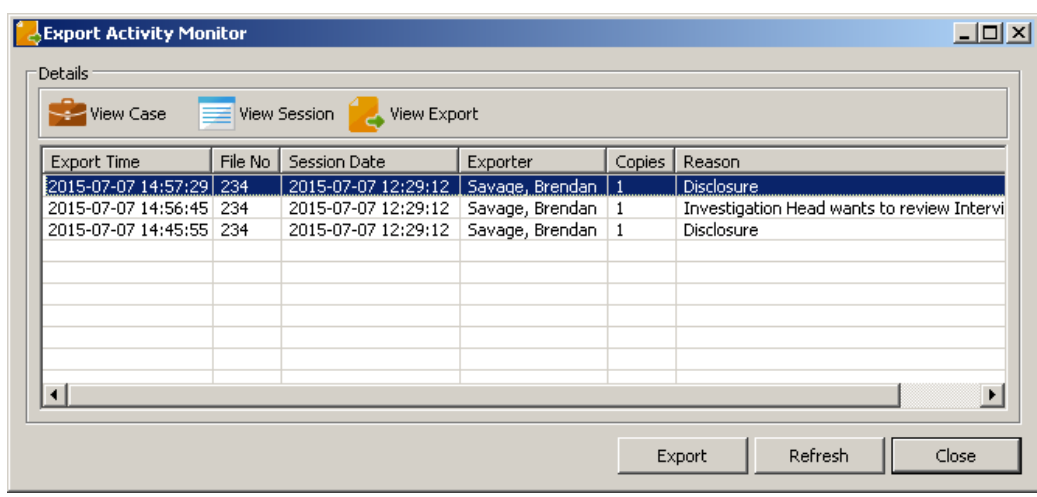 Export Activity Monitor
Details
View Case View Session View Export
Export Time File No Session Date Exporter Copies Reason
2015-07-07 14:57:29 234 2015-07-07 12:29:12 Savage, Brendan 1 Disclosure
2015-07-07 14:56:45 234 2015-07-07 12:29:12 Savage, Brendan 1 Investigation Head wants to review Intervi
2015-07-07 14:45:55 234 2015-07-07 12:29:12 Savage, Brendan 1 Disclosure
Export Refresh Close